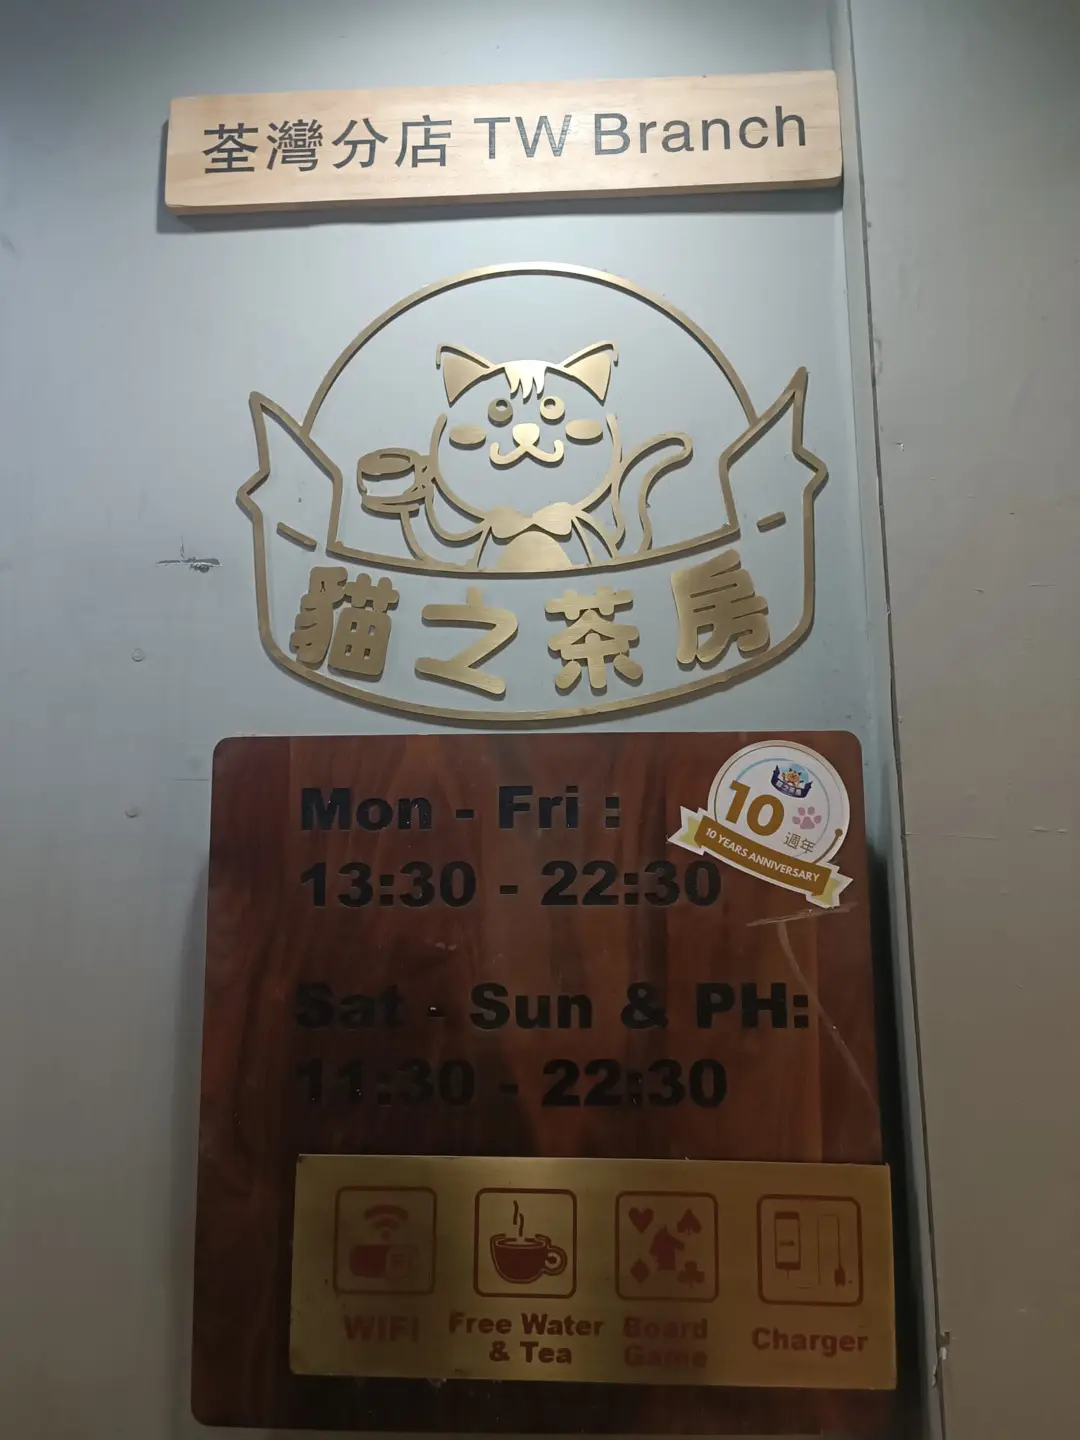 荃灣分店 TW Branch
貓之茶房
Mon - Fri :
13:30 - 22:30
10
週年
10 YEARS ANNIVERSARY
Sat - Sun & PH:
11:30 - 22:30
WIFI
Free Water
& Tea
Board
Game
Charger